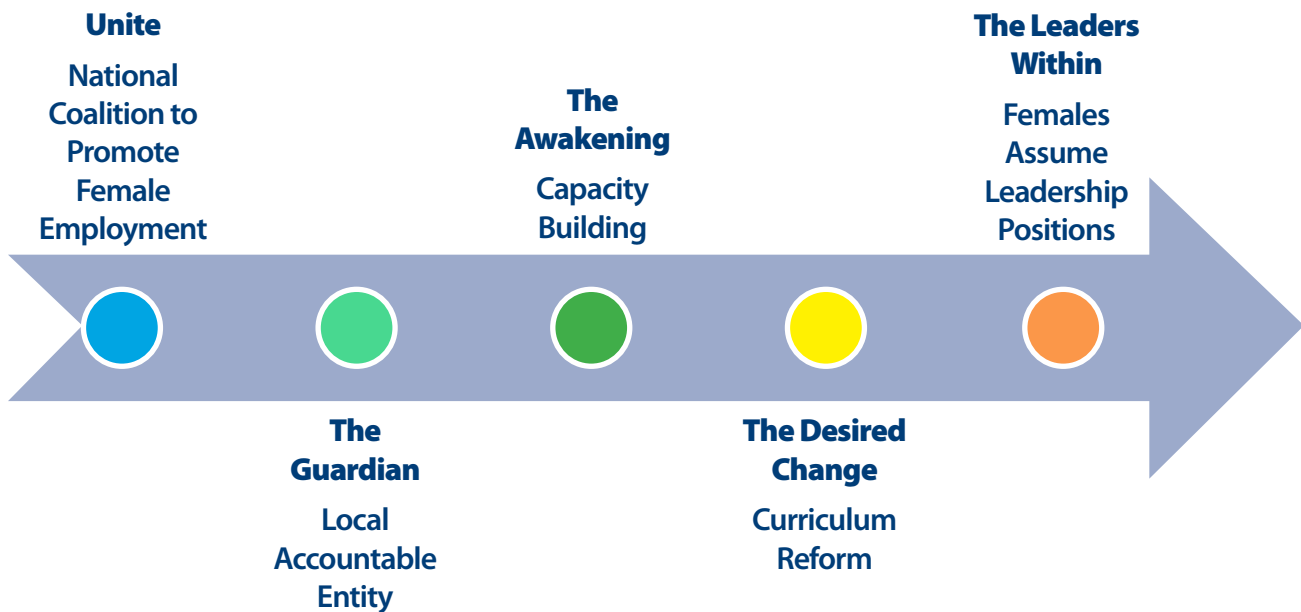 Unite
National
Coalition to
Promote
Female
Employment
The
Guardian
Local
Accountable
Entity
The
Awakening
Capacity
Building
The Desired
Change
Curriculum
Reform
The Leaders
Within
Females
Assume
Leadership
Positions